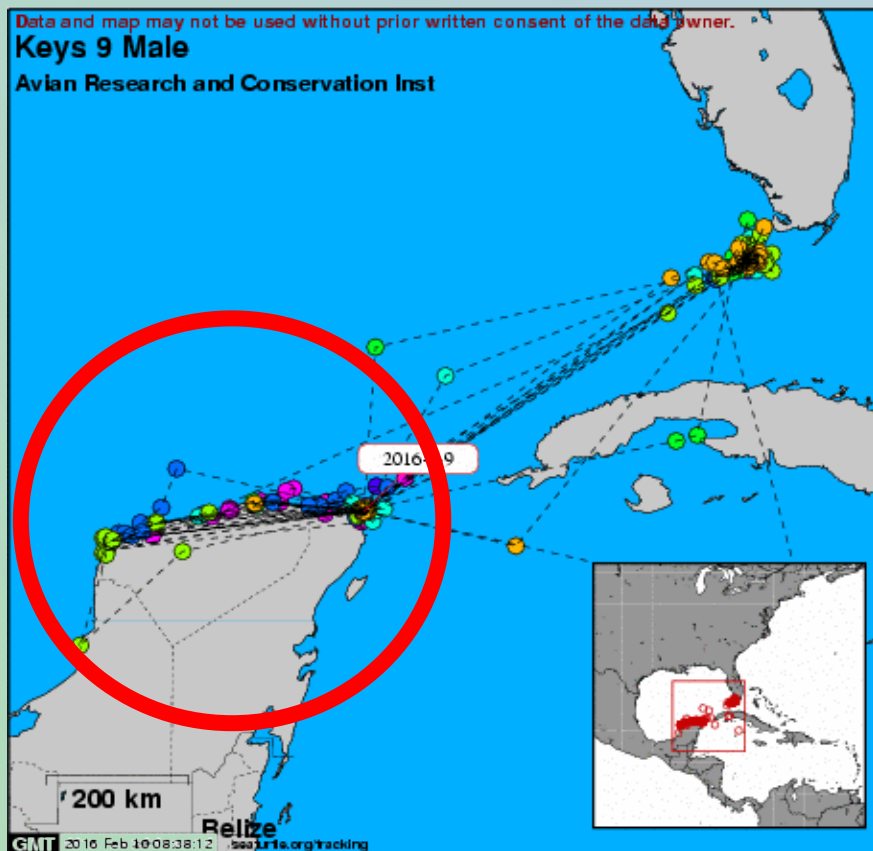 Data and map may not be used without prior written consent of the data owner.
Keys 9 Male
Avian Research and Conservation Inst
200 km
Belize
GMT 2016 Feb 08:38:12 seaturtle.org/tracking